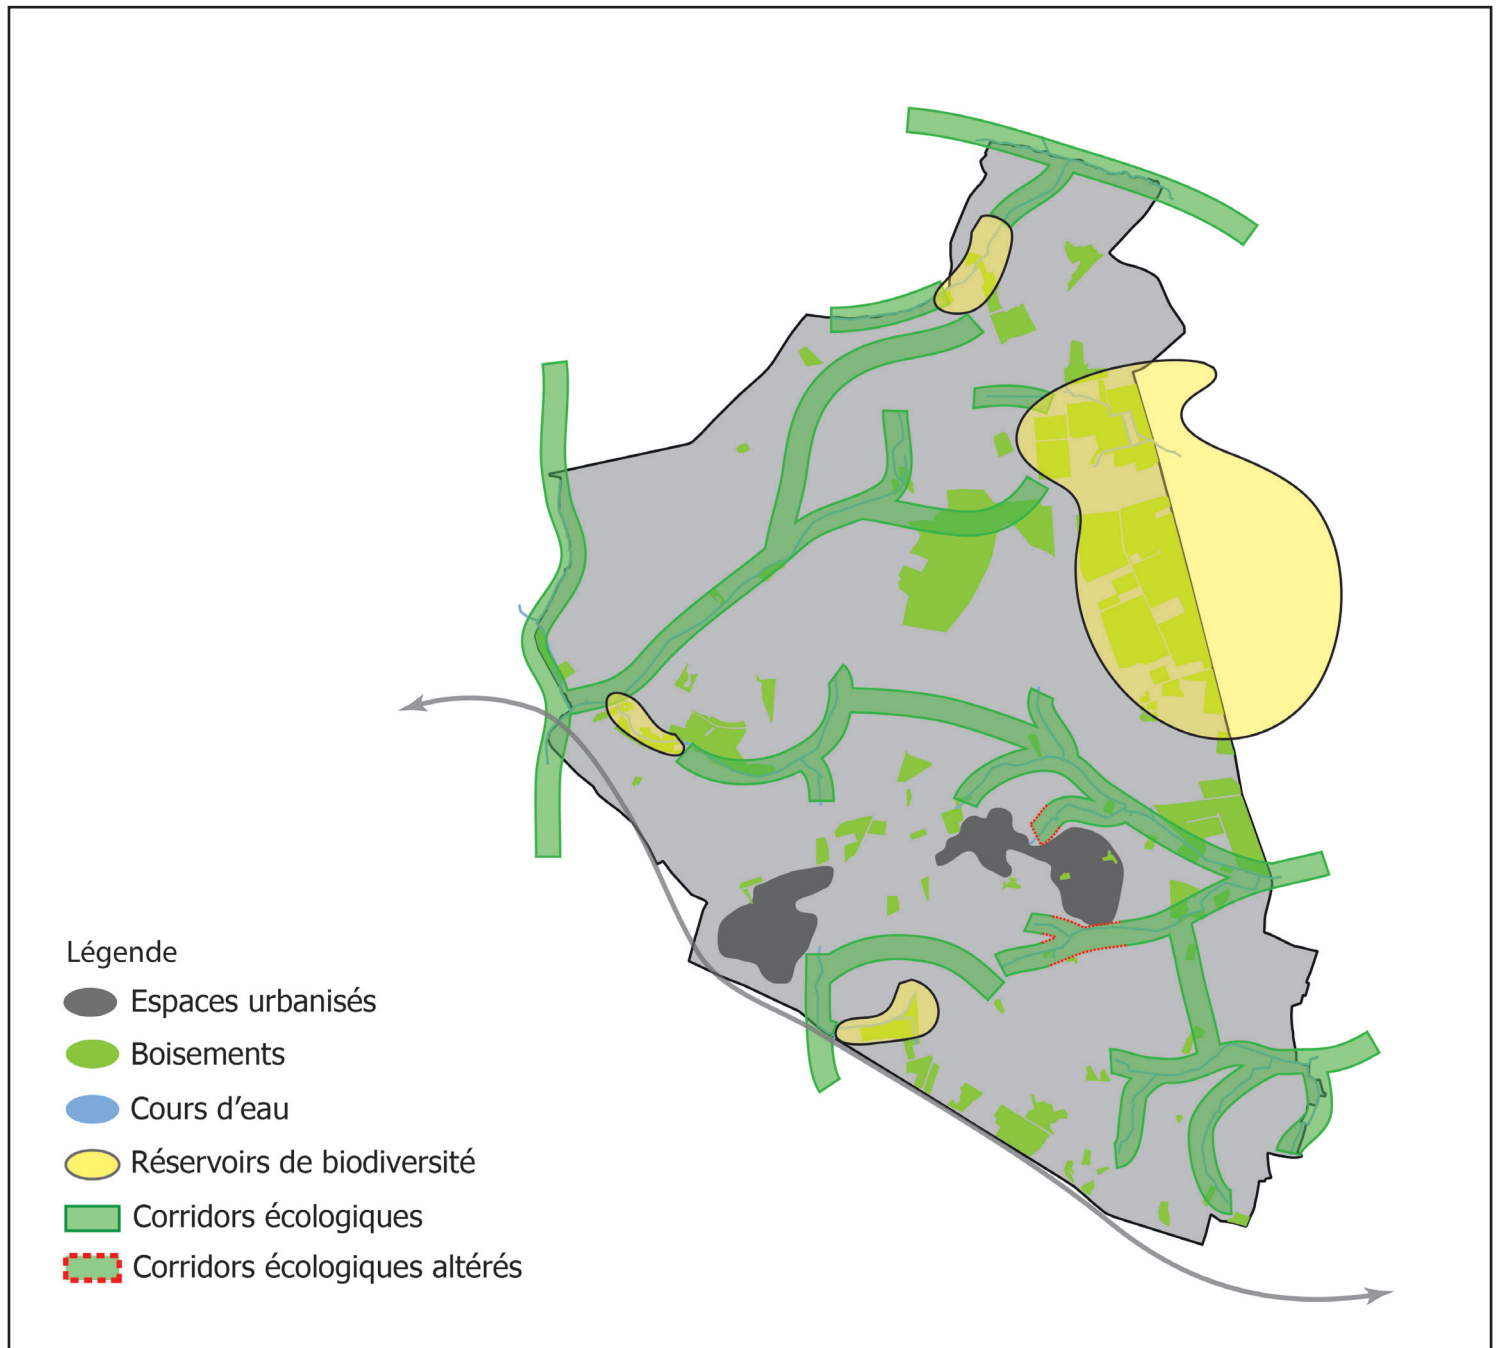 Légende
Espaces urbanisés
Boisements
Cours d'eau
Réservoirs de biodiversité
Corridors écologiques
Corridors écologiques altérés